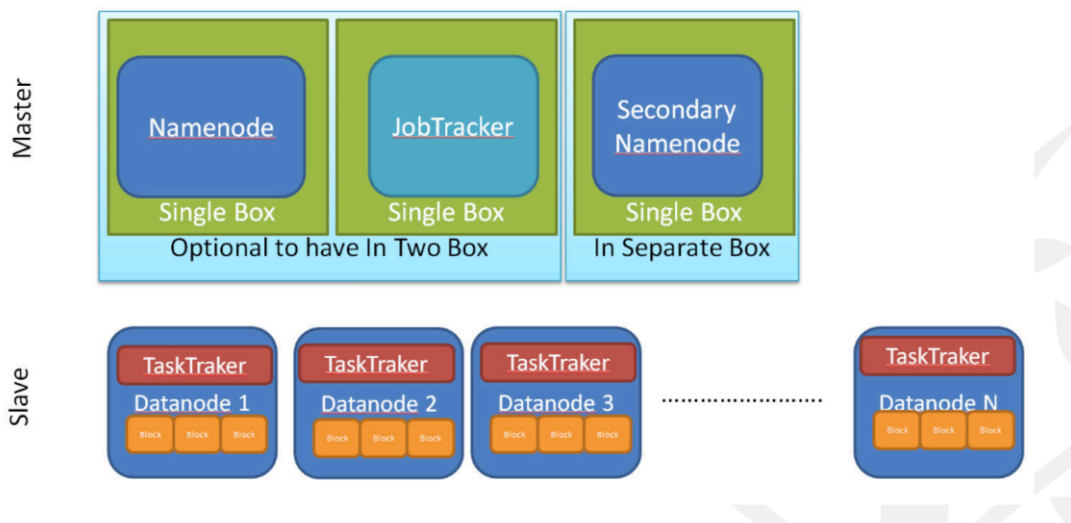 Master
Namenode
Single Box
JobTracker
Single Box
Optional to have In Two Box
Secondary
Namenode
Single Box
In Separate Box
Slave
TaskTraker
Datanode 1
Block Block Block
TaskTraker
Datanode 2
Block Block Block
TaskTraker
Datanode 3
Block Block Block
..........................
TaskTraker
Datanode N
Block Block Block